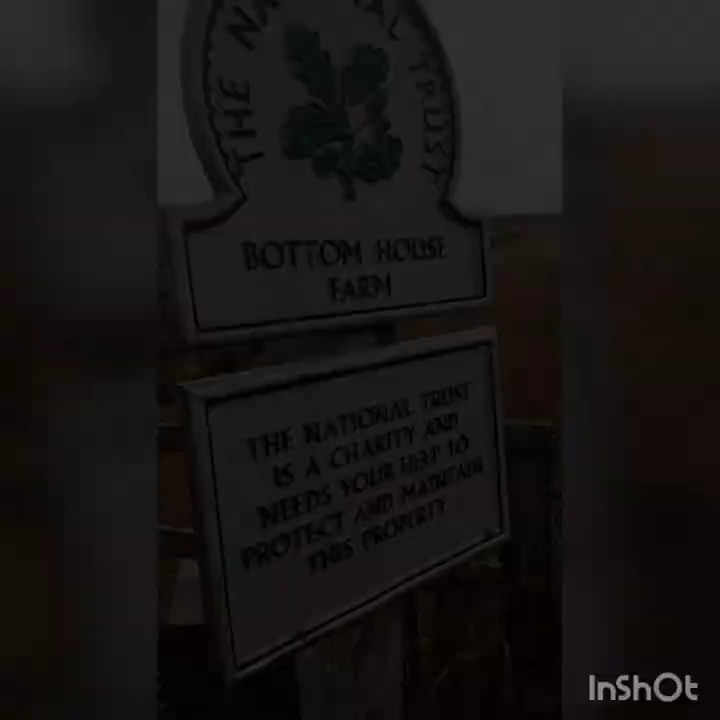 THE NATIONAL TRUST
BOTTOM HOUSE
FARM
THE NATIONAL TRUST
IS A CHARITY AND
NEEDS YOUR HELP TO
PROTECT AND MAINTAIN
THIS PROPERTY
InShOt